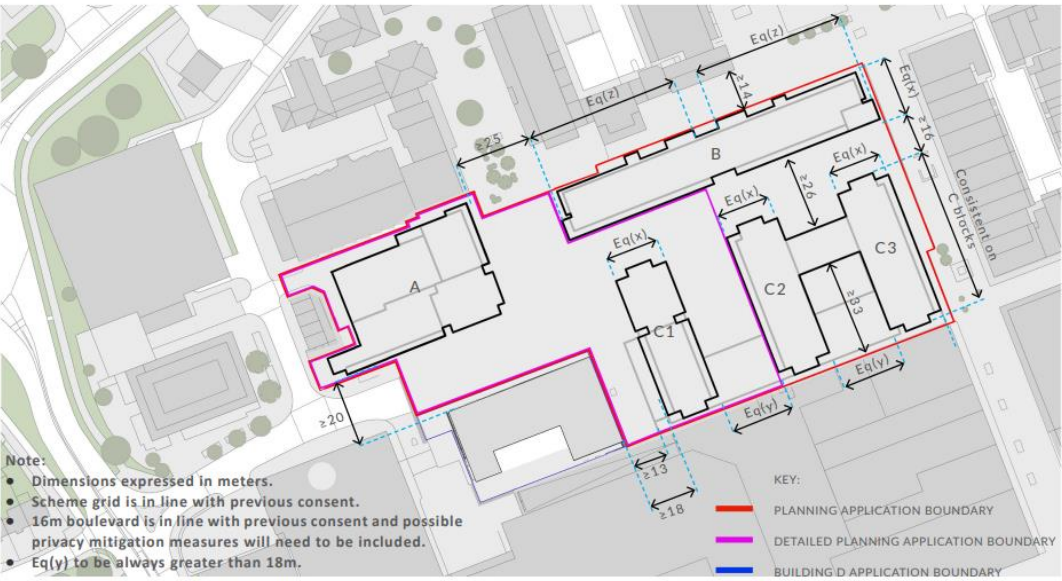 Eq(z)
Eq(z)
≥14
Eq(x)
≥16
≥25
B
Eq(x)
≥26
Eq(x)
Consistent on
C blocks
Eq(x)
A
C3
C2
≥33
C1
Eq(y)
Eq(y)
≥20
≥13
≥18
Note:
● Dimensions expressed in meters.
● Scheme grid is in line with previous consent.
● 16m boulevard is in line with previous consent and possible
privacy mitigation measures will need to be included.
● Eq(y) to be always greater than 18m.
KEY:
PLANNING APPLICATION BOUNDARY
DETAILED PLANNING APPLICATION BOUNDARY
BUILDING D APPLICATION BOUNDARY